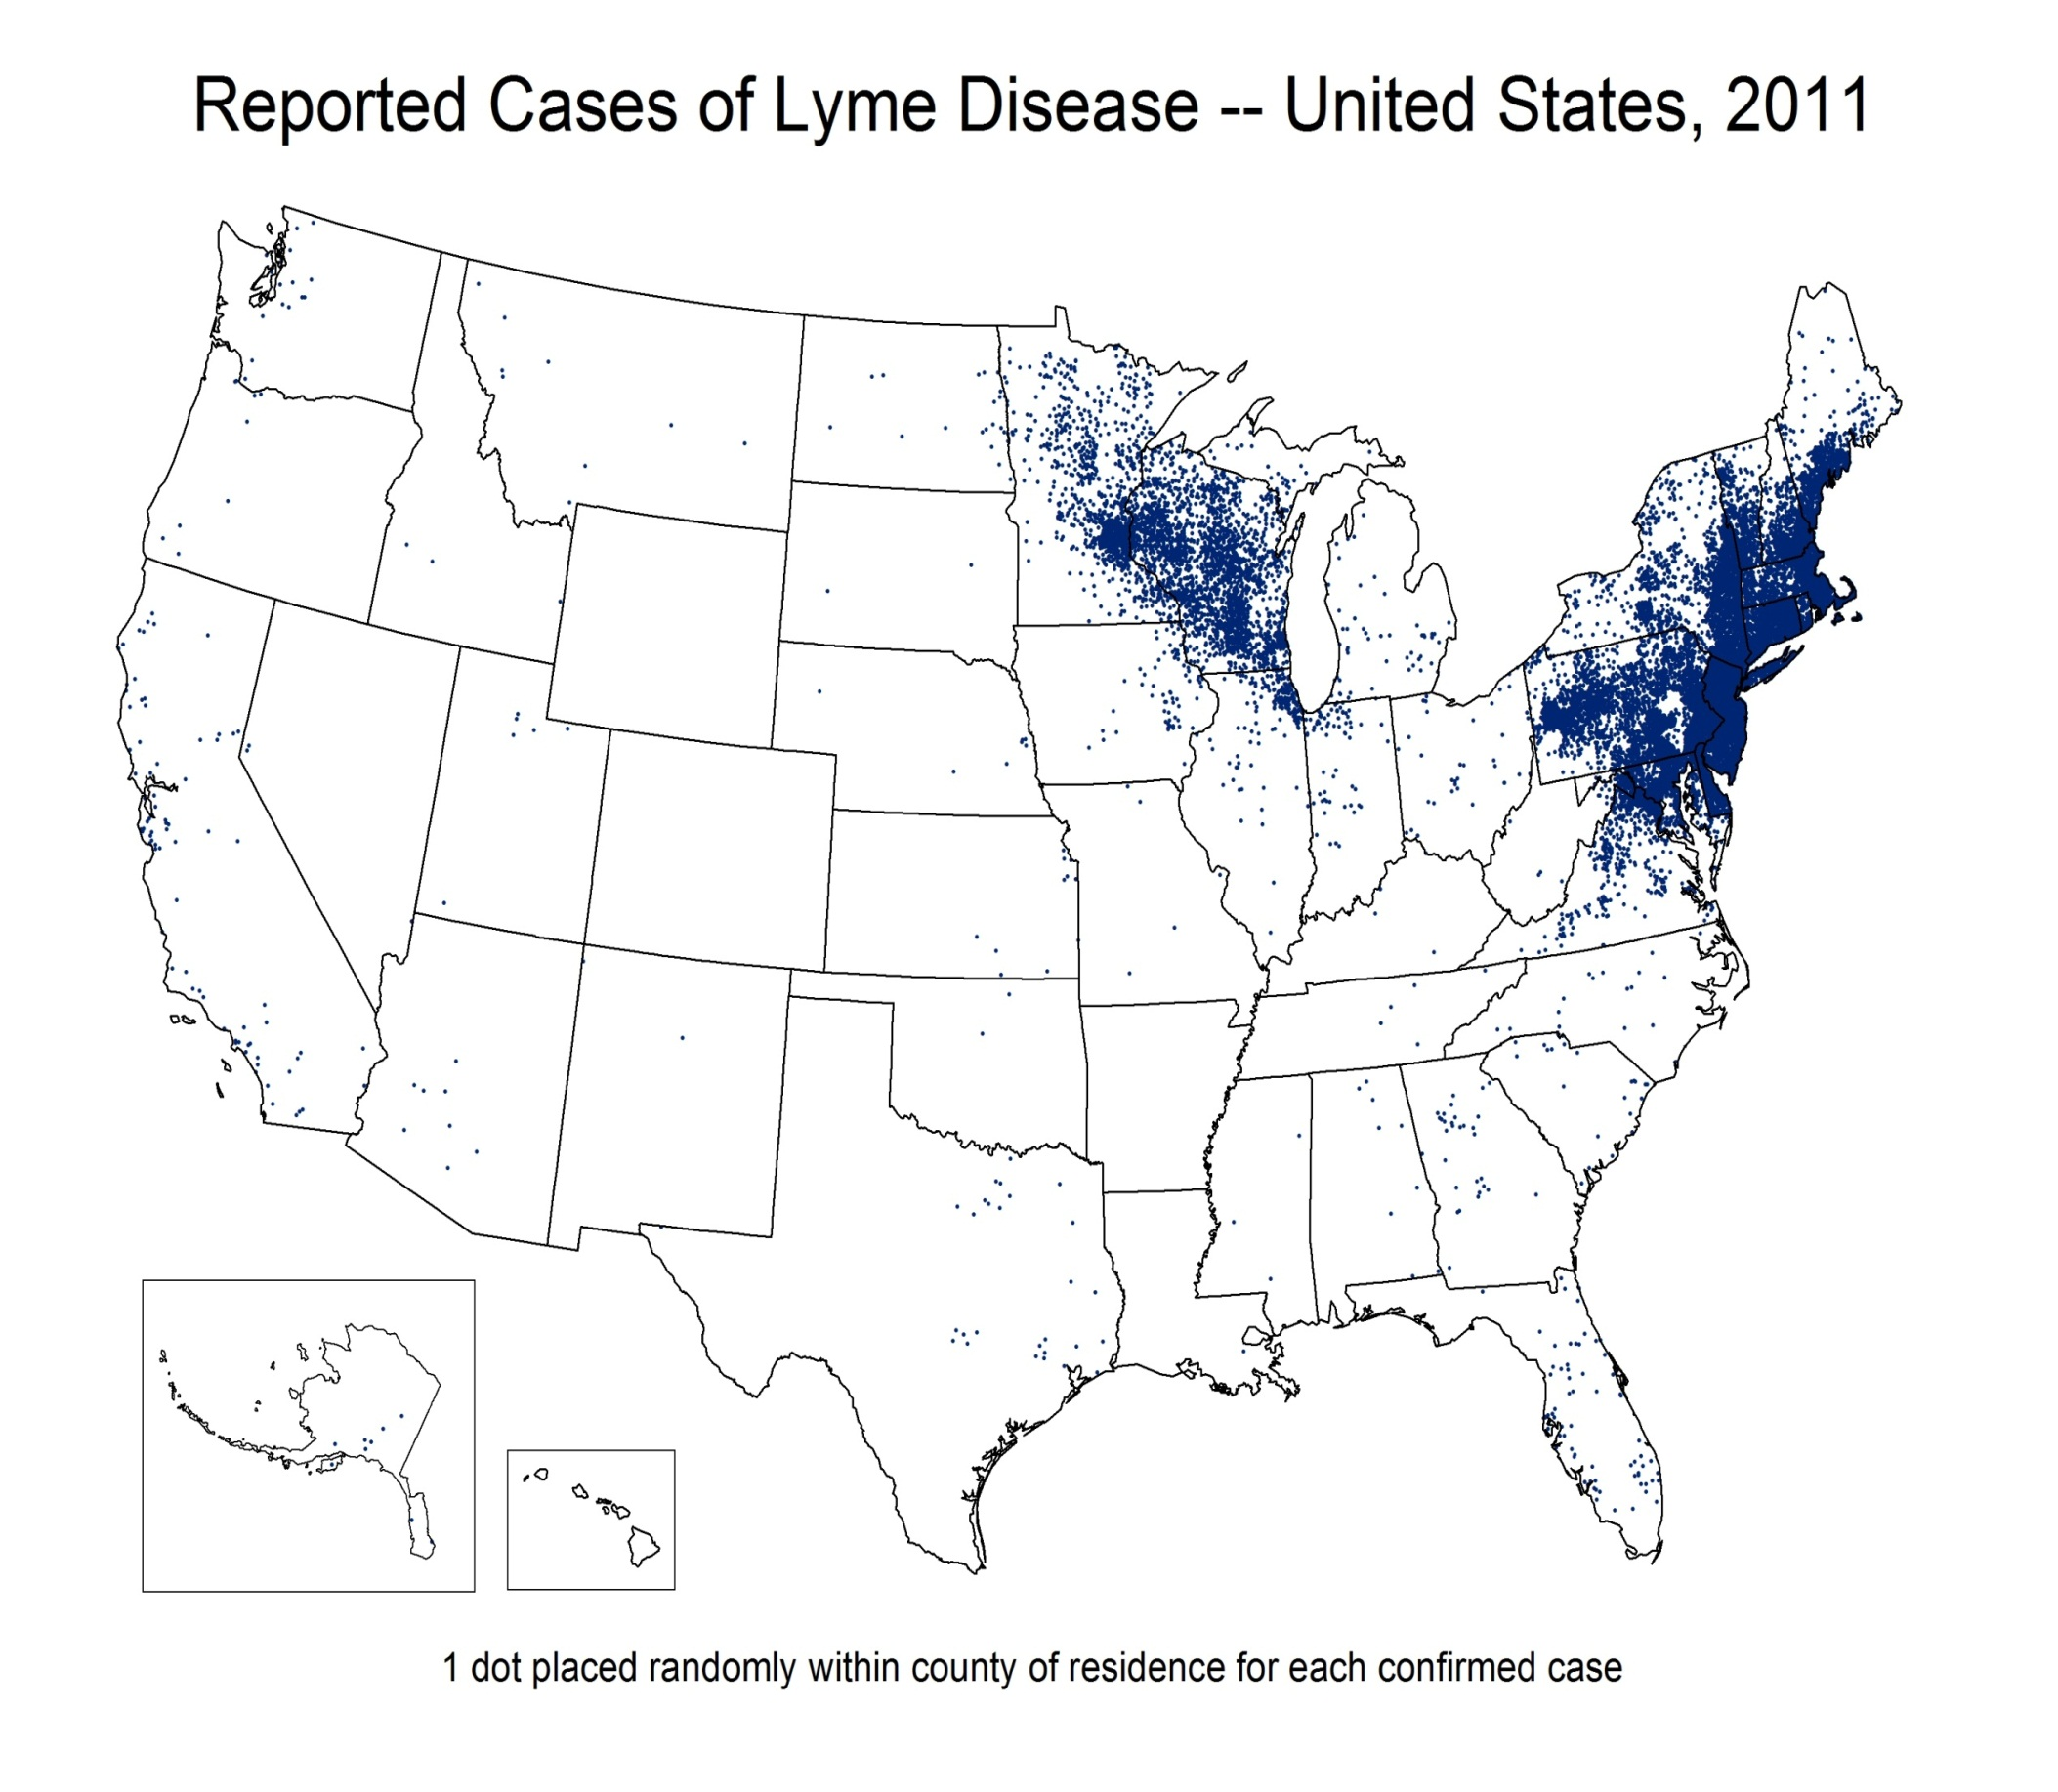 Reported Cases of Lyme Disease -- United States, 2011
1 dot placed randomly within county of residence for each confirmed case